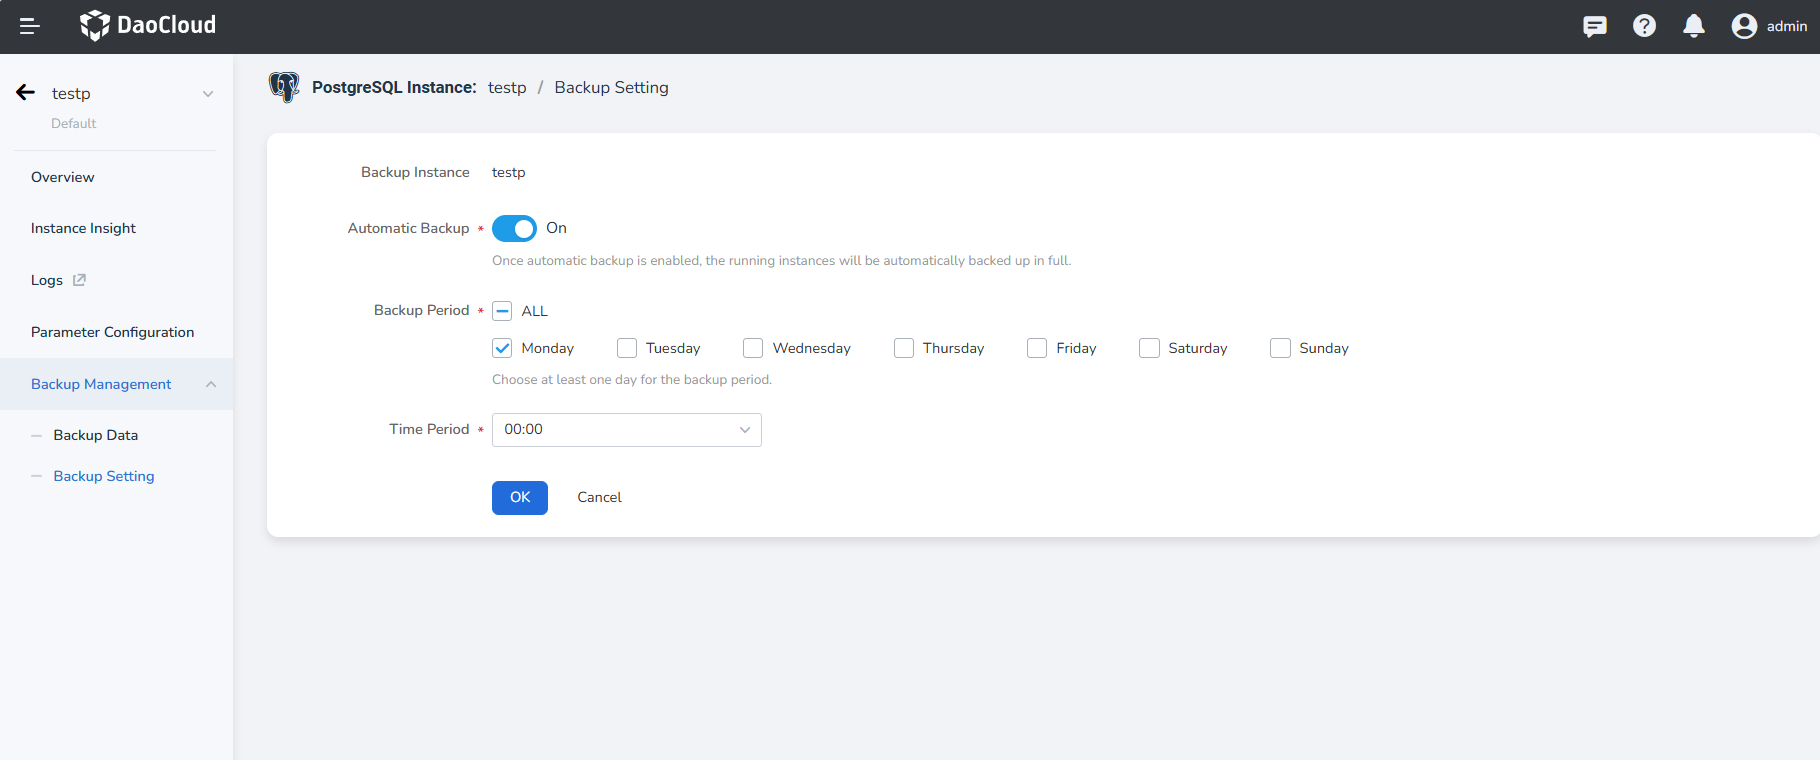 DaoCloud
admin
testp
Default
Overview
Instance Insight
Logs
Parameter Configuration
Backup Management
Backup Data
Backup Setting
PostgreSQL Instance: testp / Backup Setting
Backup Instance testp
Automatic Backup * On
Once automatic backup is enabled, the running instances will be automatically backed up in full.
Backup Period * ALL
Monday Tuesday Wednesday Thursday Friday Saturday Sunday
Choose at least one day for the backup period.
Time Period * 00:00
OK Cancel